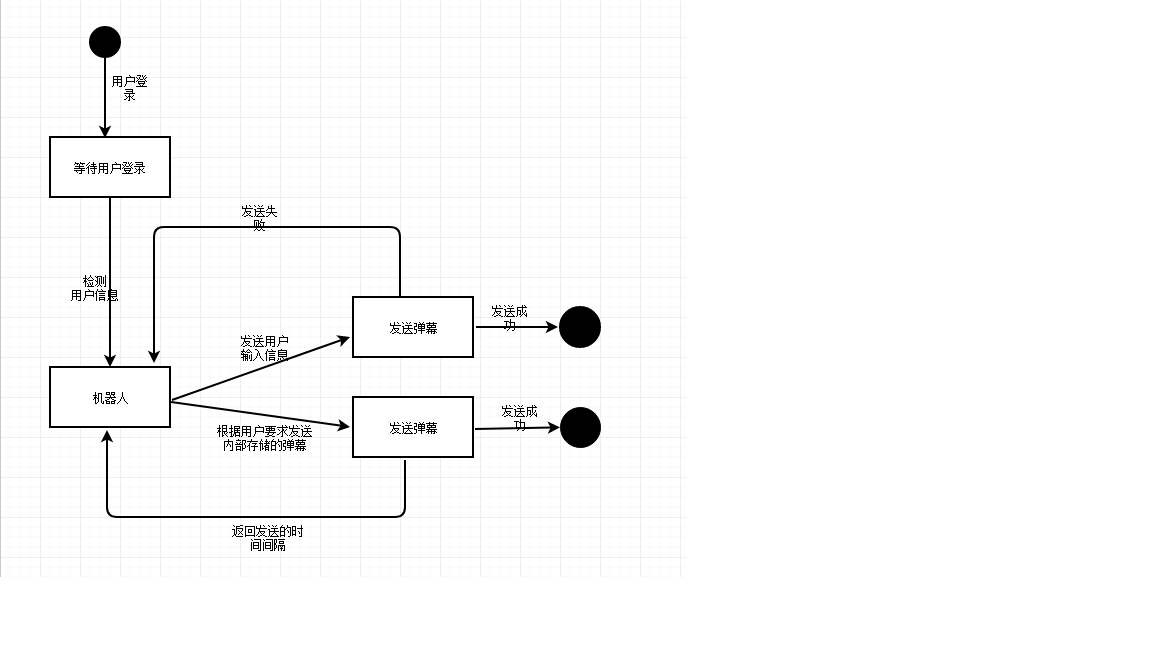 用户登
录
等待用户登录
发送失
败
检测
用户信息
发送弹幕
发送成
功
发送用户
输入信息
机器人
发送弹幕
发送成
功
根据用户要求发送
内部存储的弹幕
返回发送的时
间间隔